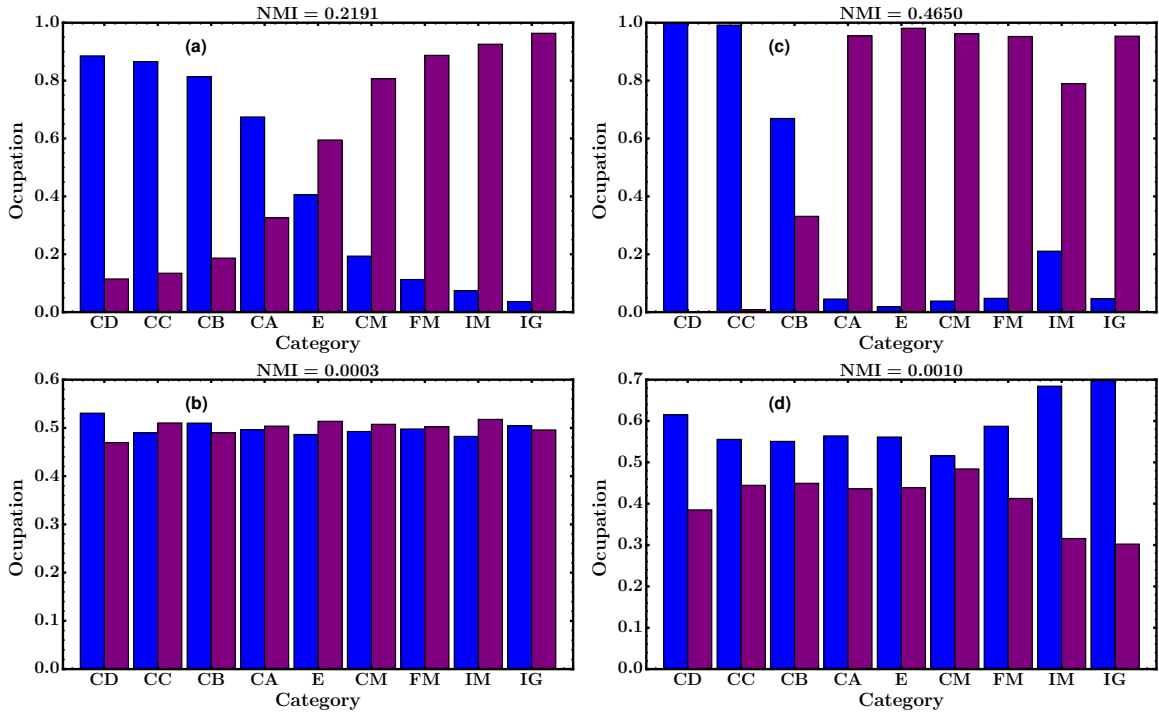 NMI = 0.2191
(a)
1.0
0.8
0.6
0.4
0.2
0.0
Ocupation
CD CC CB CA E CM FM IM IG
Category
NMI = 0.4650
(c)
1.0
0.8
0.6
0.4
0.2
0.0
Ocupation
CD CC CB CA E CM FM IM IG
Category
NMI = 0.0003
(b)
0.6
0.5
0.4
0.3
0.2
0.1
0.0
Ocupation
CD CC CB CA E CM FM IM IG
Category
NMI = 0.0010
(d)
0.7
0.6
0.5
0.4
0.3
0.2
0.1
0.0
Ocupation
CD CC CB CA E CM FM IM IG
Category